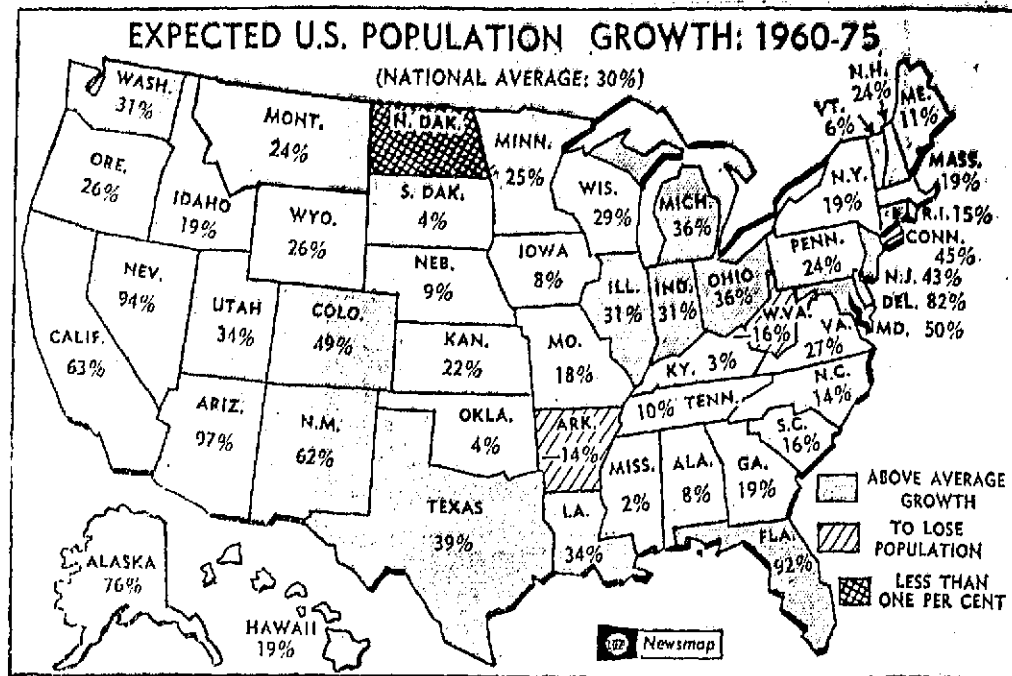 EXPECTED U.S. POPULATION GROWTH: 1960-75
(NATIONAL AVERAGE: 30%)
WASH.
31%
ORE.
26%
CALIF.
63%
NEV.
94%
IDAHO
19%
MONT.
24%
WYO.
26%
UTAH
34%
COLO.
49%
ARIZ.
97%
N.M.
62%
N. DAK.
S. DAK.
4%
NEB.
9%
KAN.
22%
OKLA.
4%
TEXAS
39%
MINN.
25%
IOWA
8%
MO.
18%
ARK.
—14%
LA.
34%
WIS.
29%
ILL.
31%
MICH.
36%
IND.
31%
OHIO
36%
KY. 3%
10% TENN.
MISS.
2%
ALA.
8%
GA.
19%
FLA.
92%
S.C.
16%
N.C.
14%
VA.
27%
W.VA.
—16%
PENN.
24%
N.Y.
19%
VT.
6%
N.H.
24%
ME.
11%
MASS.
19%
R.I. 15%
CONN.
45%
N.J. 43%
DEL. 82%
MD. 50%
ALASKA
76%
HAWAII
19%
ABOVE AVERAGE
GROWTH
TO LOSE
POPULATION
LESS THAN
ONE PER CENT
Newsmap